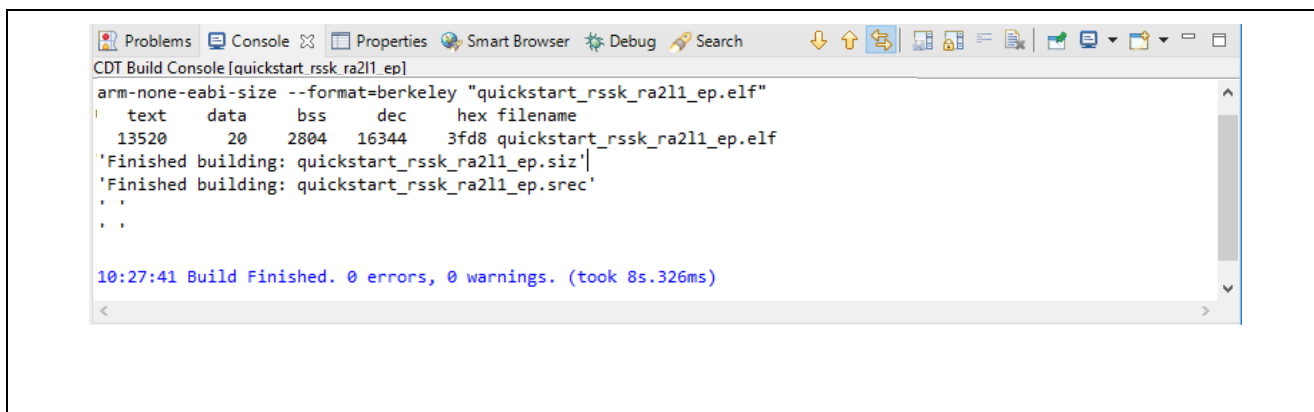 Problems Console Properties Smart Browser Debug Search
CDT Build Console [quickstart_rssk_ra2l1_ep]
arm-none-eabi-size --format=berkeley "quickstart_rssk_ra2l1_ep.elf"
text data bss dec hex filename
13520 20 2804 16344 3fd8 quickstart_rssk_ra2l1_ep.elf
'Finished building: quickstart_rssk_ra2l1_ep.siz'
'Finished building: quickstart_rssk_ra2l1_ep.srec'
' '
' '
10:27:41 Build Finished. 0 errors, 0 warnings. (took 8s.326ms)